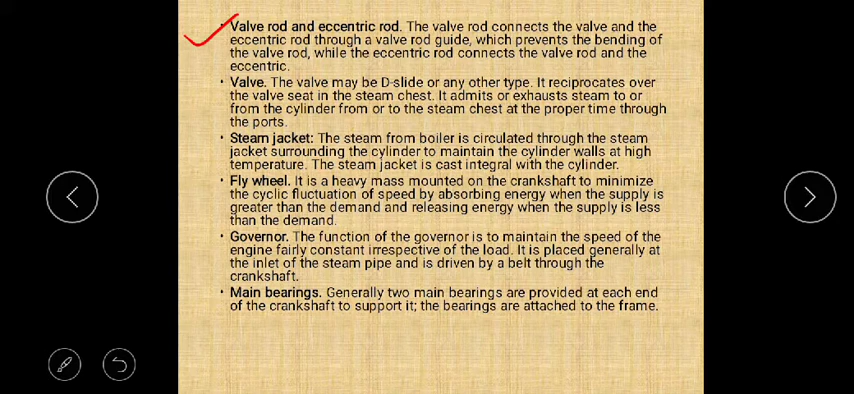 • Valve rod and eccentric rod. The valve rod connects the valve and the
eccentric rod through a valve rod guide, which prevents the bending of
the valve rod, while the eccentric rod connects the valve rod and the
eccentric.
• Valve. The valve may be D-slide or any other type. It reciprocates over
the valve seat in the steam chest. It admits or exhausts steam to or
from the cylinder from or to the steam chest at the proper time through
the ports.
• Steam jacket: The steam from boiler is circulated through the steam
jacket surrounding the cylinder to maintain the cylinder walls at high
temperature. The steam jacket is cast integral with the cylinder.
• Fly wheel. It is a heavy mass mounted on the crankshaft to minimize
the cyclic fluctuation of speed by absorbing energy when the supply is
greater than the demand and releasing energy when the supply is less
than the demand.
• Governor. The function of the governor is to maintain the speed of the
engine fairly constant irrespective of the load. It is placed generally at
the inlet of the steam pipe and is driven by a belt through the
crankshaft.
• Main bearings. Generally two main bearings are provided at each end
of the crankshaft to support it; the bearings are attached to the frame.